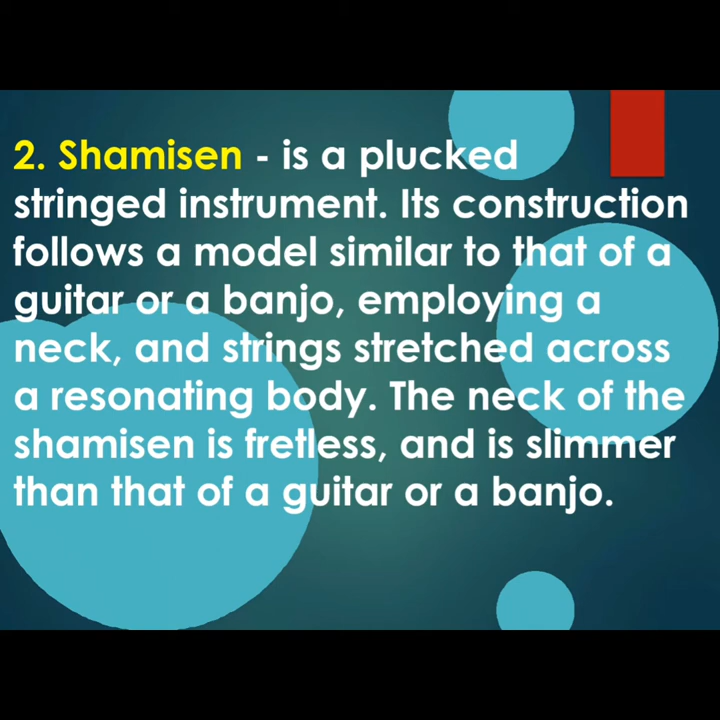 2. Shamisen - is a plucked
stringed instrument. Its construction
follows a model similar to that of a
guitar or a banjo, employing a
neck, and strings stretched across
a resonating body. The neck of the
shamisen is fretless, and is slimmer
than that of a guitar or a banjo.